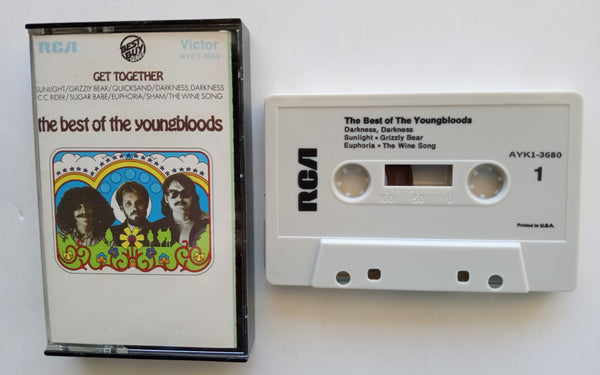 RCA
BEST BUY
SERIES
Victor
AYK1-3680
GET TOGETHER
SUNLIGHT/GRIZZLY BEAR/QUICKSAND/DARKNESS, DARKNESS
C.C. RIDER/SUGAR BABE/EUPHORIA/SHAM/THE WINE SONG
the best of the youngbloods
The Best of The Youngbloods
Darkness, Darkness
Sunlight • Grizzly Bear
Euphoria • The Wine Song
RCA
AYK1-3680
1
100 50 0
Printed in U.S.A.